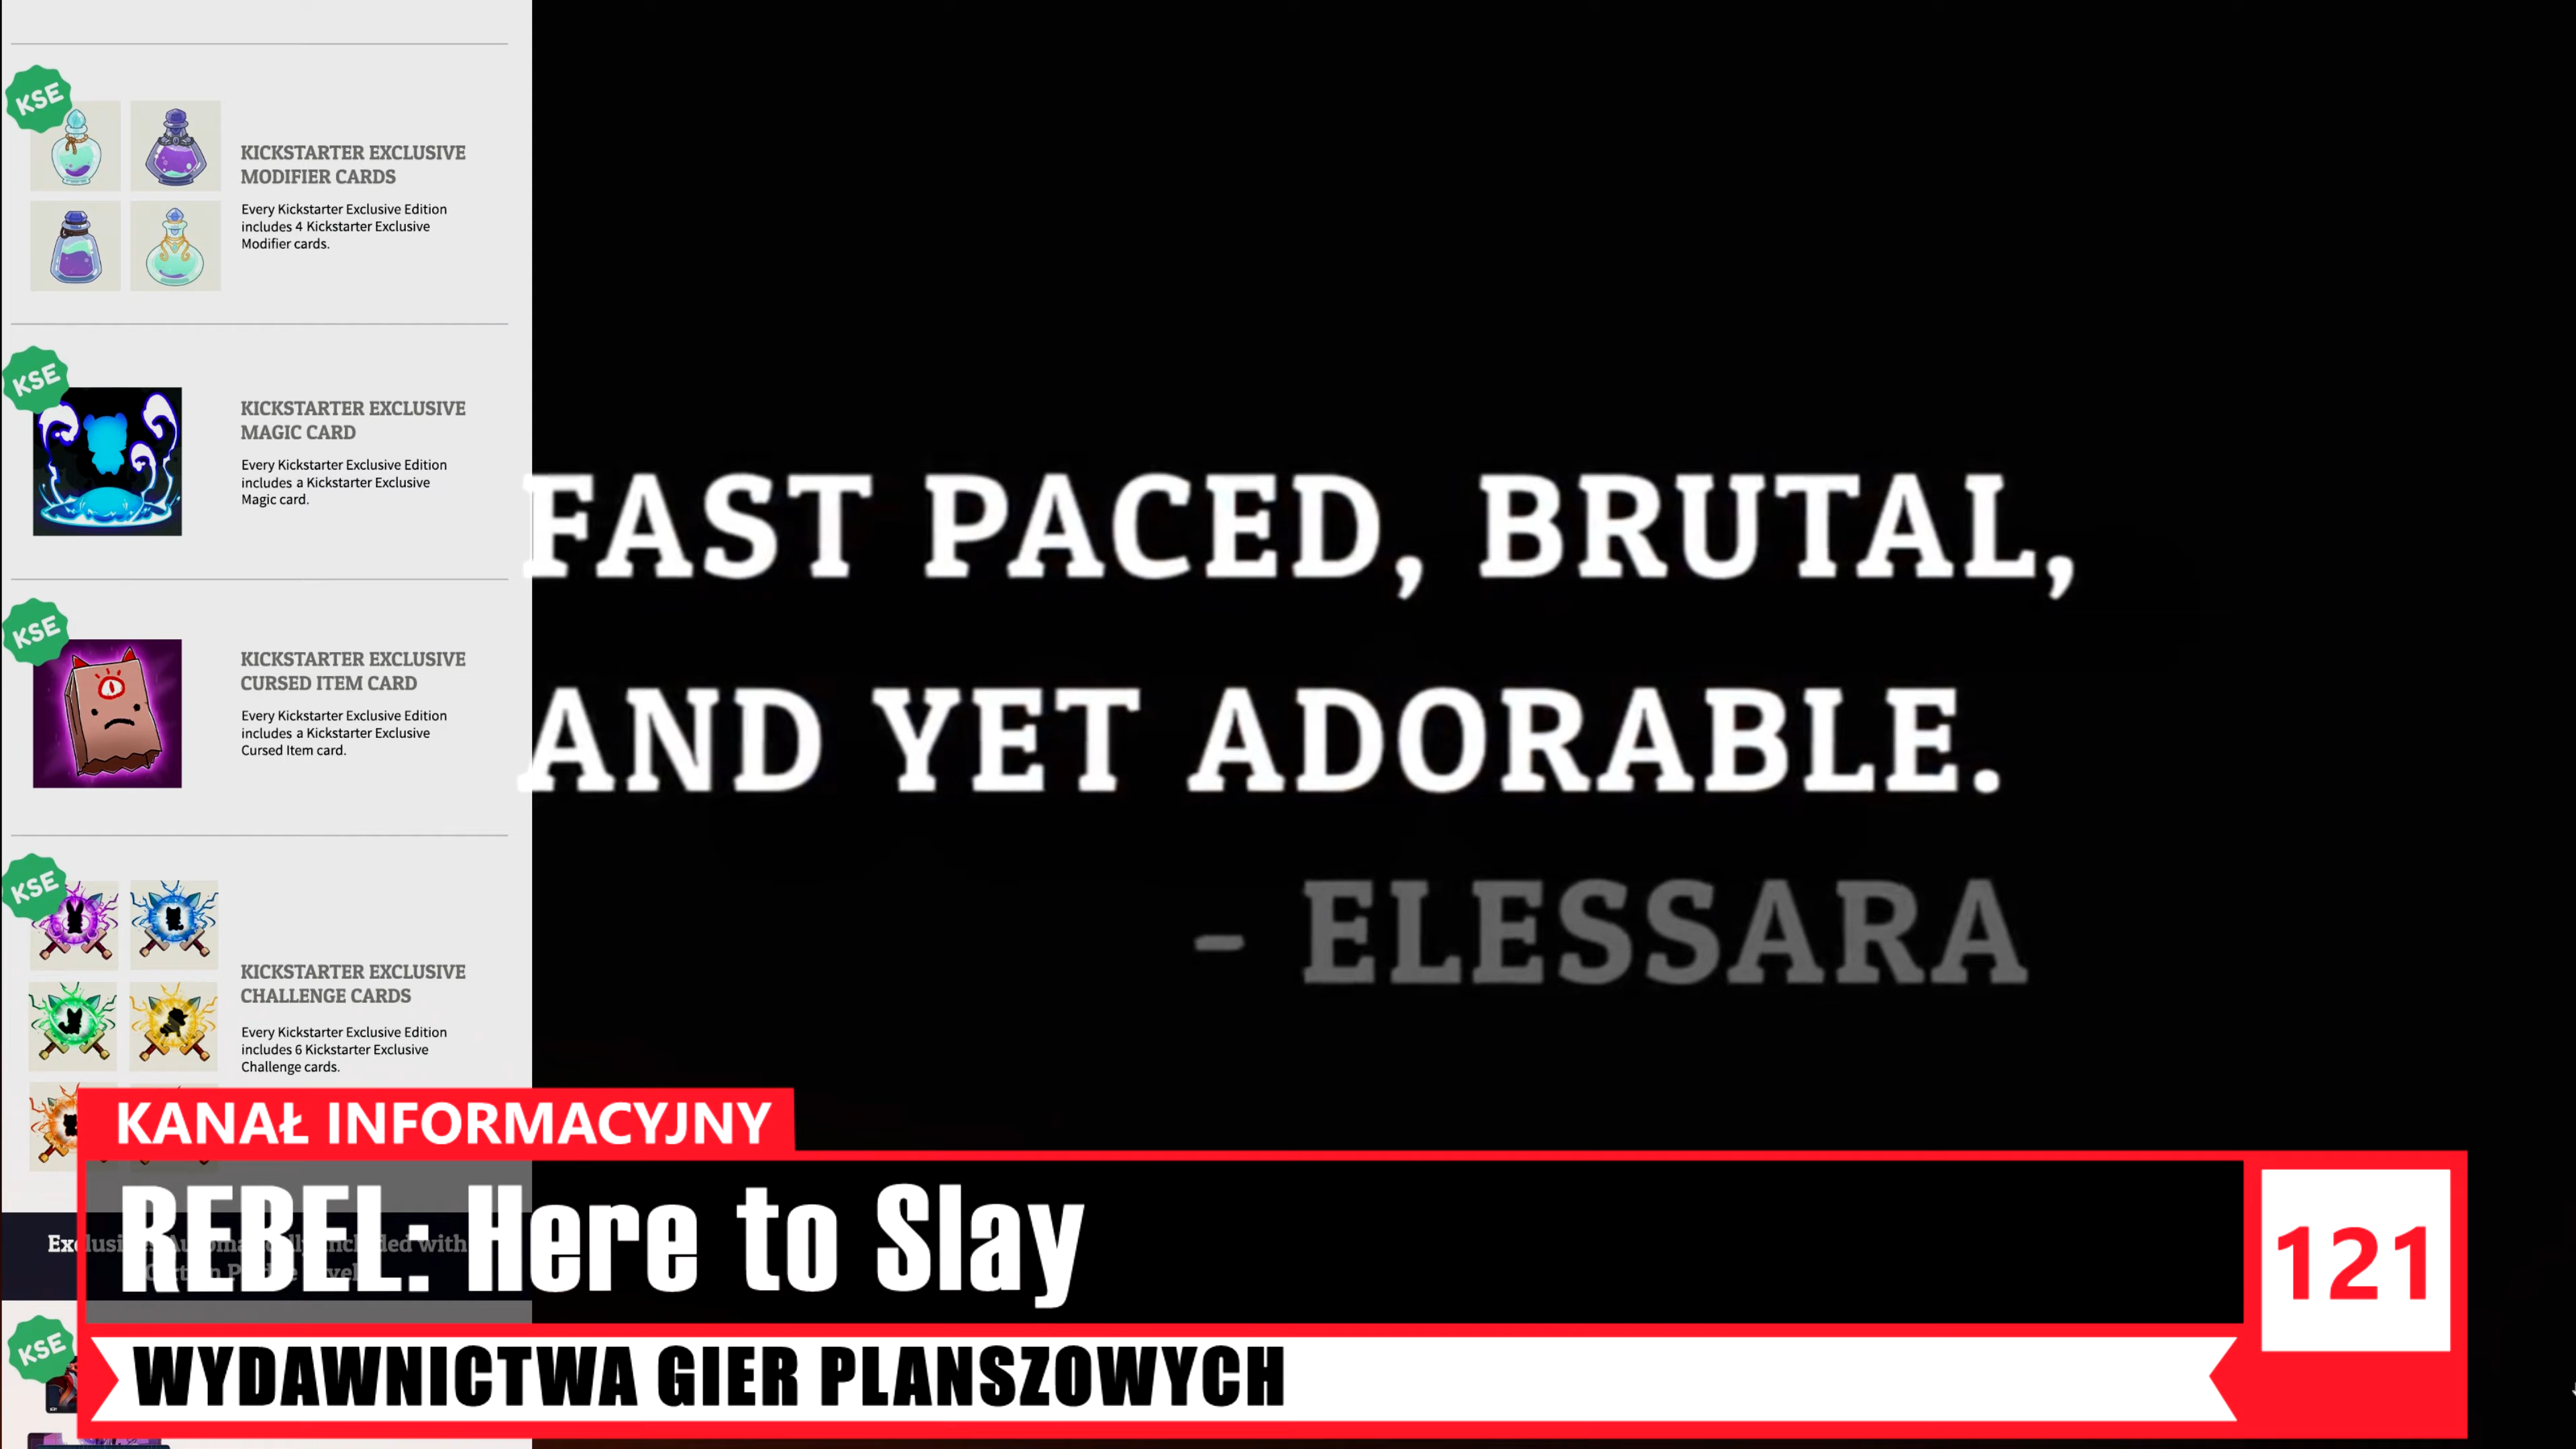 KSE
KICKSTARTER EXCLUSIVE
MODIFIER CARDS
Every Kickstarter Exclusive Edition
includes 4 Kickstarter Exclusive
Modifier cards.
KSE
KICKSTARTER EXCLUSIVE
MAGIC CARD
Every Kickstarter Exclusive Edition
includes a Kickstarter Exclusive
Magic card.
KSE
KICKSTARTER EXCLUSIVE
CURSED ITEM CARD
Every Kickstarter Exclusive Edition
includes a Kickstarter Exclusive
Cursed Item card.
KSE
KICKSTARTER EXCLUSIVE
CHALLENGE CARDS
Every Kickstarter Exclusive Edition
includes 6 Kickstarter Exclusive
Challenge cards.
FAST PACED, BRUTAL,
AND YET ADORABLE.
- ELESSARA
KANAŁ INFORMACYJNY
REBEL: Here to Slay
121
with
KSE
WYDAWNICTWA GIER PLANSZOWYCH